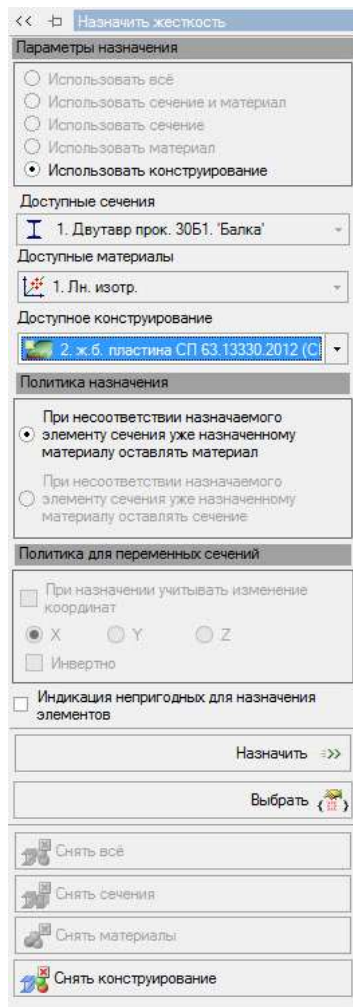 << Назначить жесткость
Параметры назначения
Использовать всё
Использовать сечение и материал
Использовать сечение
Использовать материал
Использовать конструирование
Доступные сечения
1. Двутавр прок. 30Б1. 'Балка'
Доступные материалы
1. Лн. изотр.
Доступное конструирование
2. ж.б. пластина СП 63.13330.2012 (С
Политика назначения
При несоответствии назначаемого
элементу сечения уже назначенному
материалу оставлять материал
При несоответствии назначаемого
элементу сечения уже назначенному
материалу оставлять сечение
Политика для переменных сечений
При назначении учитывать изменение
координат
X Y Z
Инвертно
Индикация непригодных для назначения
элементов
Назначить
Выбрать
Снять всё
Снять сечения
Снять материалы
Снять конструирование